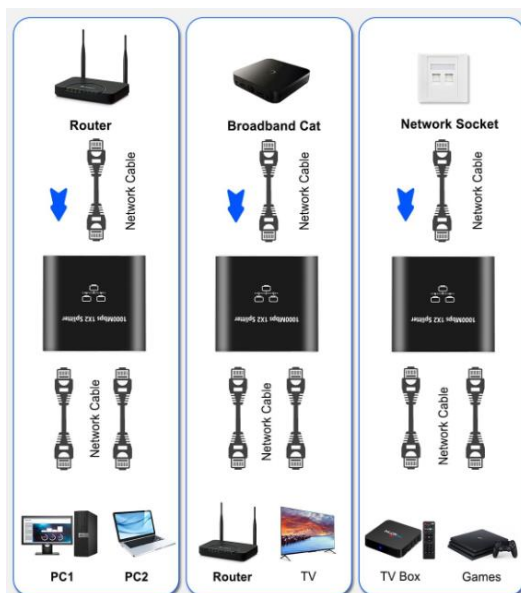 Router
Network Cable
1000Mbps 1X2 Splitter
Network Cable
PC1
PC2
Broadband Cat
Network Cable
1000Mbps 1X2 Splitter
Network Cable
Router
TV
Network Socket
Network Cable
1000Mbps 1X2 Splitter
Network Cable
TV Box
Games